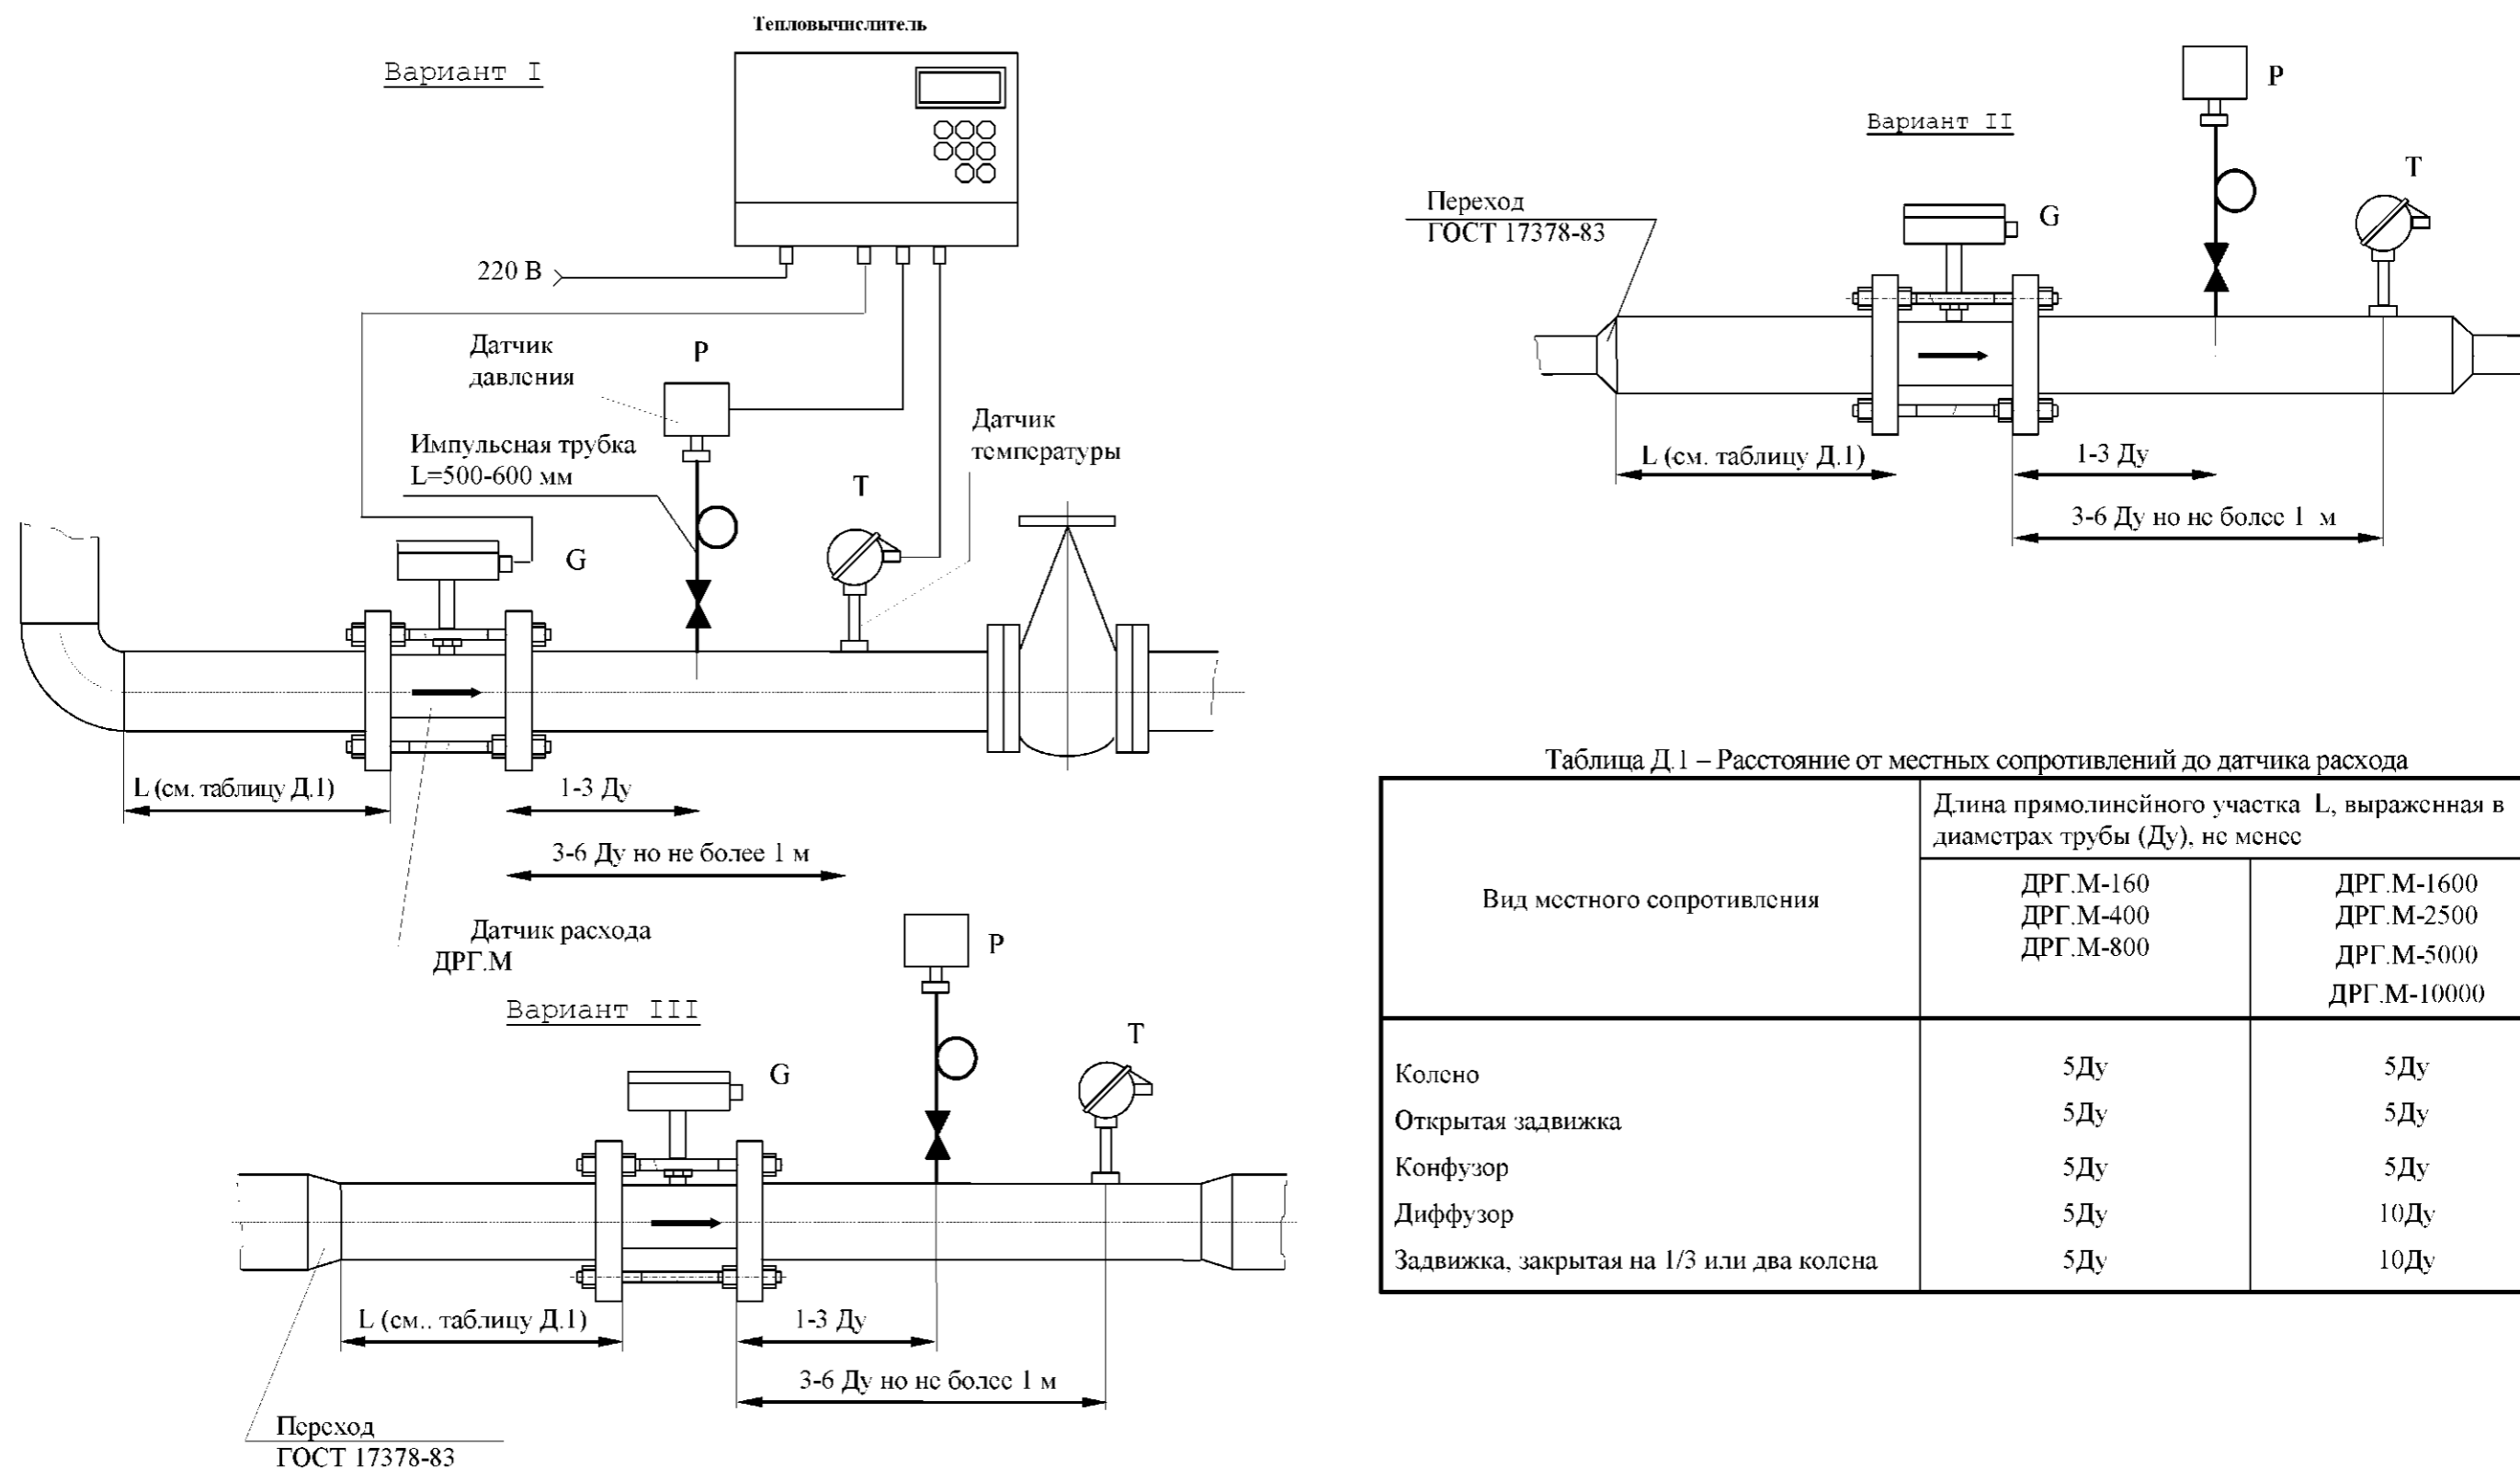 Тепловычислитель
Вариант I
220 В
Датчик
давления
P
Импульсная трубка
L=500-600 мм
Датчик
температуры
T
G
L (см. таблицу Д.1)
1-3 Ду
3-6 Ду но не более 1 м
Датчик расхода
ДРГ.М
Вариант II
P
T
Переход
ГОСТ 17378-83
G
L (см. таблицу Д.1)
1-3 Ду
3-6 Ду но не более 1 м
Вариант III
P
T
G
L (см.. таблицу Д.1)
1-3 Ду
3-6 Ду но не более 1 м
Переход
ГОСТ 17378-83
Таблица Д.1 – Расстояние от местных сопротивлений до датчика расхода
Вид местного сопротивления
Длина прямолинейного участка L, выраженная в
диаметрах трубы (Ду), не менее
ДРГ.М-160
ДРГ.М-400
ДРГ.М-800
ДРГ.М-1600
ДРГ.М-2500
ДРГ.М-5000
ДРГ.М-10000
Колено 5Ду 5Ду
Открытая задвижка 5Ду 5Ду
Конфузор 5Ду 5Ду
Диффузор 5Ду 10Ду
Задвижка, закрытая на 1/3 или два колена 5Ду 10Ду